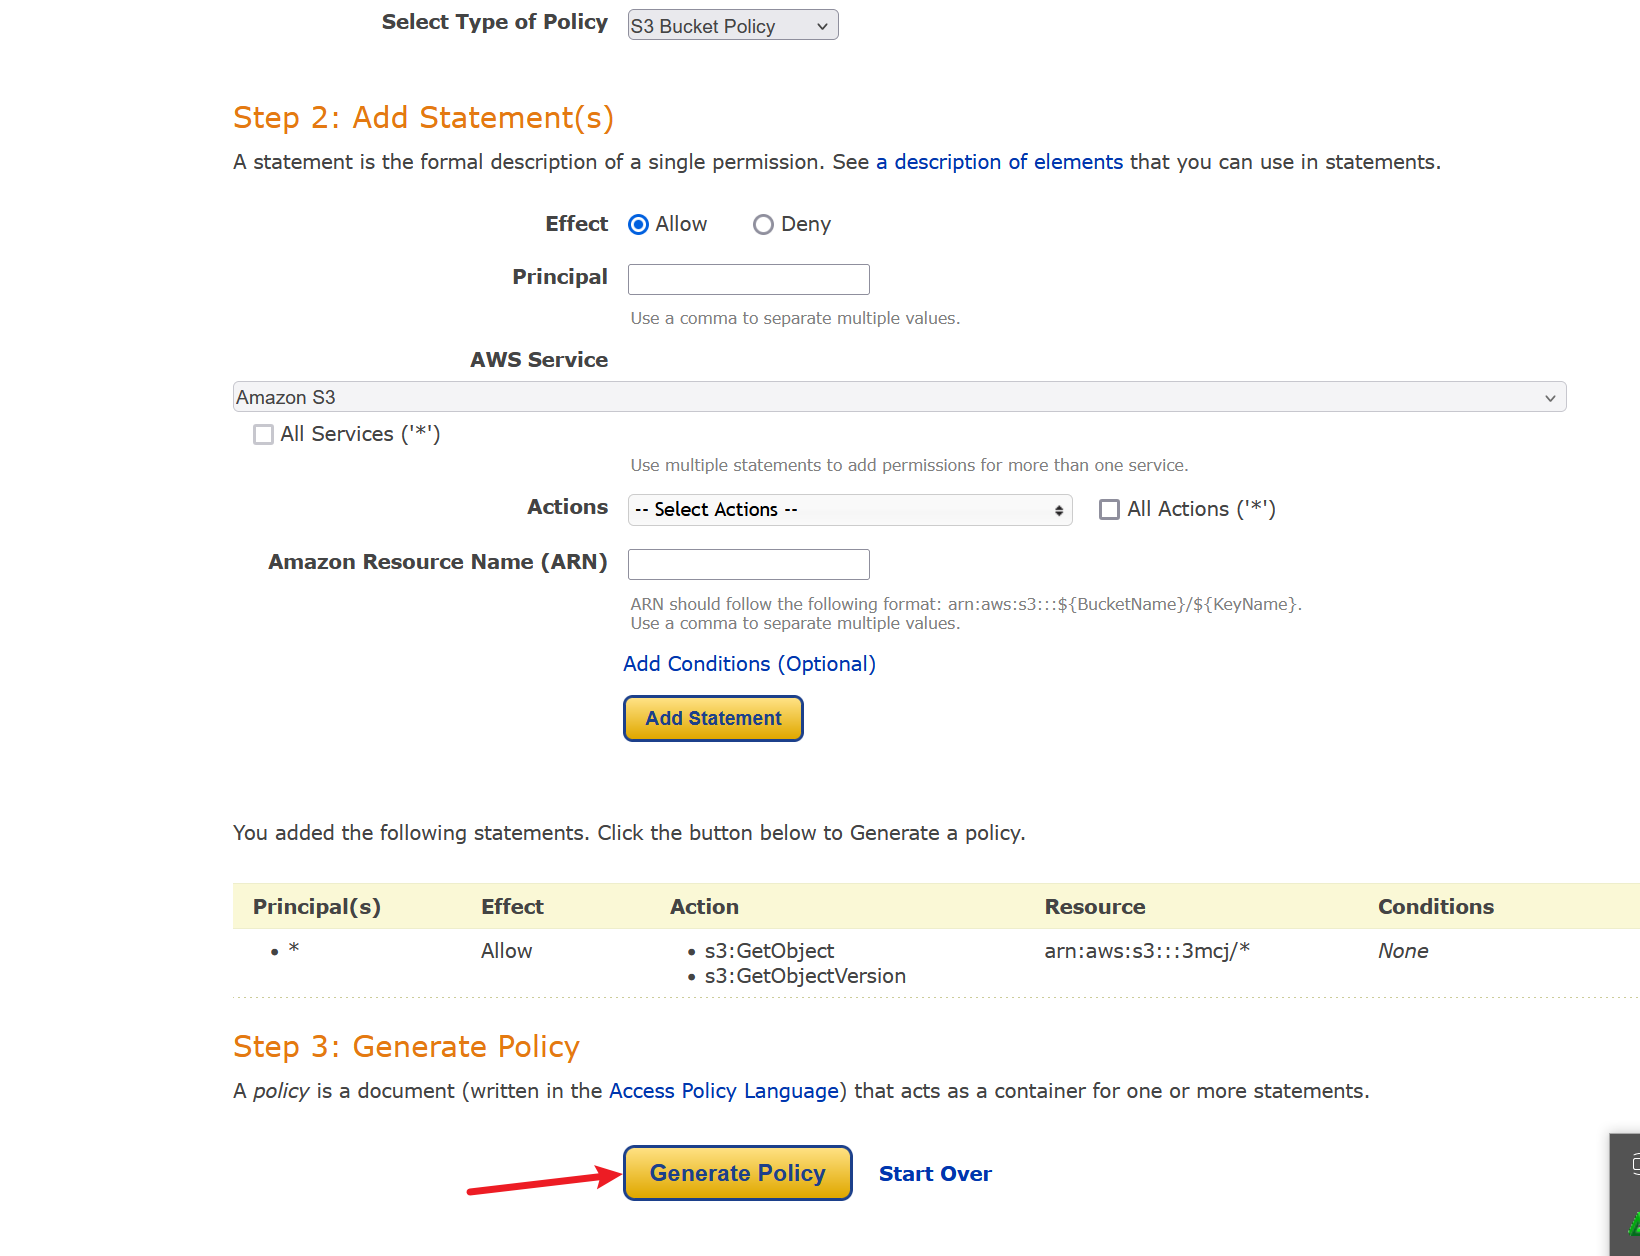 Select Type of Policy S3 Bucket Policy
Step 2: Add Statement(s)
A statement is the formal description of a single permission. See a description of elements that you can use in statements.
Effect Allow Deny
Principal
Use a comma to separate multiple values.
AWS Service
Amazon S3
All Services ('*')
Use multiple statements to add permissions for more than one service.
Actions -- Select Actions -- All Actions ('*')
Amazon Resource Name (ARN)
ARN should follow the following format: arn:aws:s3:::${BucketName}/${KeyName}.
Use a comma to separate multiple values.
Add Conditions (Optional)
Add Statement
You added the following statements. Click the button below to Generate a policy.
Principal(s) Effect Action Resource Conditions
• * Allow • s3:GetObject arn:aws:s3:::3mcj/* None
• s3:GetObjectVersion
Step 3: Generate Policy
A policy is a document (written in the Access Policy Language) that acts as a container for one or more statements.
Generate Policy Start Over